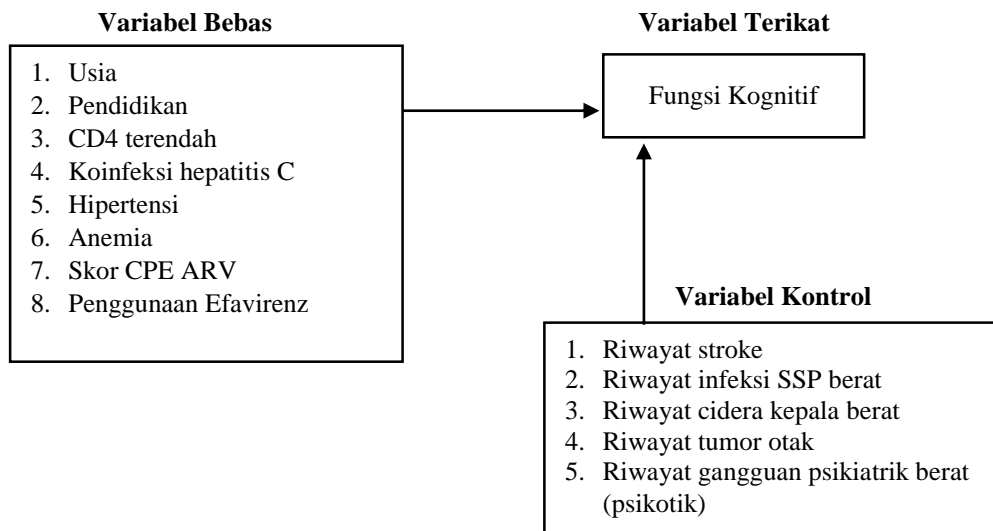 Variabel Bebas
1. Usia
2. Pendidikan
3. CD4 terendah
4. Koinfeksi hepatitis C
5. Hipertensi
6. Anemia
7. Skor CPE ARV
8. Penggunaan Efavirenz
Variabel Terikat
Fungsi Kognitif
Variabel Kontrol
1. Riwayat stroke
2. Riwayat infeksi SSP berat
3. Riwayat cidera kepala berat
4. Riwayat tumor otak
5. Riwayat gangguan psikiatrik berat
(psikotik)